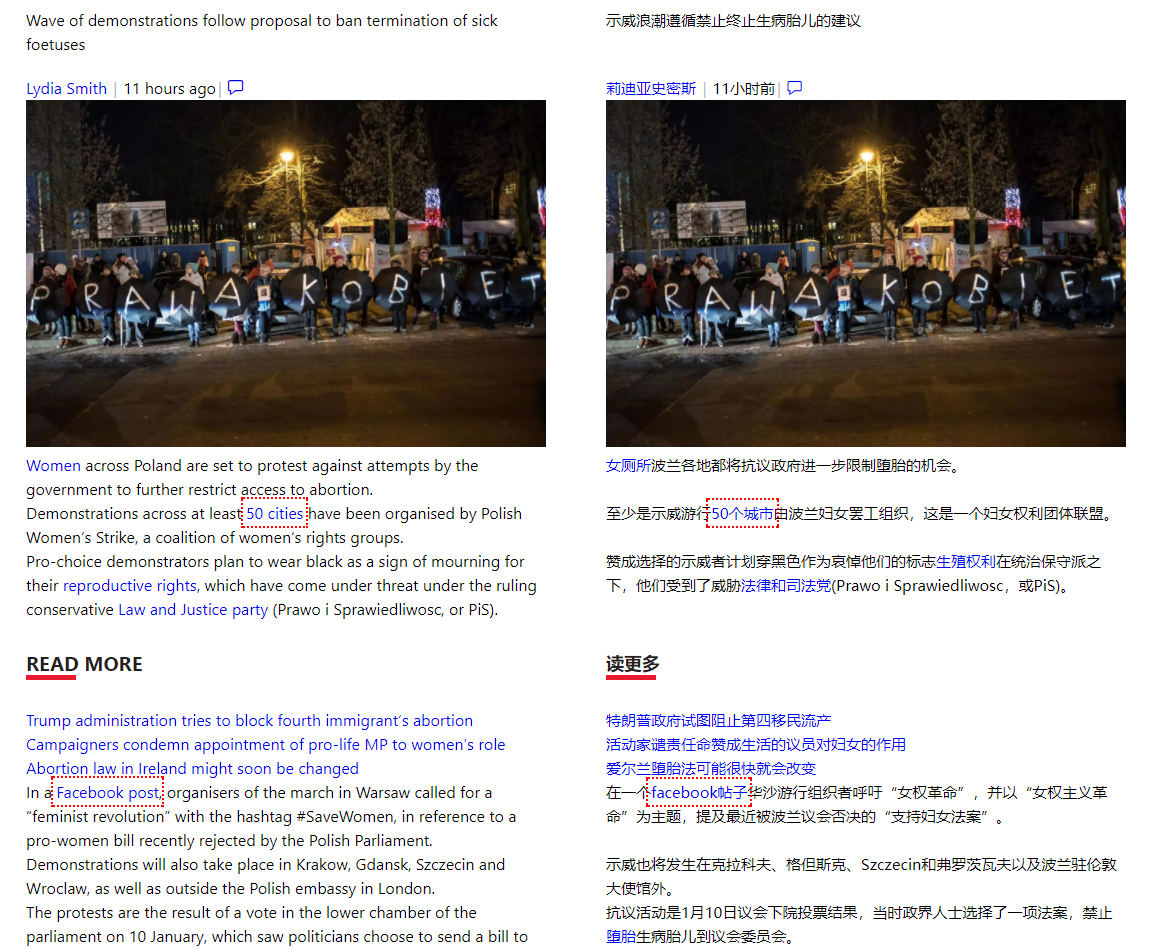 Wave of demonstrations follow proposal to ban termination of sick
foetuses
Lydia Smith | 11 hours ago |
PRAWA KOBIET
Women across Poland are set to protest against attempts by the
government to further restrict access to abortion.
Demonstrations across at least 50 cities have been organised by Polish
Women's Strike, a coalition of women's rights groups.
Pro-choice demonstrators plan to wear black as a sign of mourning for
their reproductive rights, which have come under threat under the ruling
conservative Law and Justice party (Prawo i Sprawiedliwosc, or PiS).
READ MORE
Trump administration tries to block fourth immigrant's abortion
Campaigners condemn appointment of pro-life MP to women's role
Abortion law in Ireland might soon be changed
In a Facebook post, organisers of the march in Warsaw called for a
“feminist revolution” with the hashtag #SaveWomen, in reference to a
pro-women bill recently rejected by the Polish Parliament.
Demonstrations will also take place in Krakow, Gdansk, Szczecin and
Wroclaw, as well as outside the Polish embassy in London.
The protests are the result of a vote in the lower chamber of the
parliament on 10 January, which saw politicians choose to send a bill to
示威浪潮遵循禁止终止生病胎儿的建议
莉迪亚史密斯 | 11小时前 |
PRAWA KOBIET
女厕所波兰各地都将抗议政府进一步限制堕胎的机会。
至少是示威游行50个城市由波兰妇女罢工组织，这是一个妇女权利团体联盟。
赞成选择的示威者计划穿黑色作为哀悼他们的标志生殖权利在统治保守派之
下，他们受到了威胁法律和司法党(Prawo i Sprawiedliwosc，或PiS)。
读更多
特朗普政府试图阻止第四移民流产
活动家谴责任命赞成生活的议员对妇女的作用
爱尔兰堕胎法可能很快就会改变
在一个facebook帖子华沙游行组织者呼吁“女权革命”，并以“女权主义革
命”为主题，提及最近被波兰议会否决的“支持妇女法案”。
示威也将发生在克拉科夫、格但斯克、Szczecin和弗罗茨瓦夫以及波兰驻伦敦
大使馆外。
抗议活动是1月10日议会下院投票结果，当时政界人士选择了一项法案，禁止
堕胎生病胎儿到议会委员会。